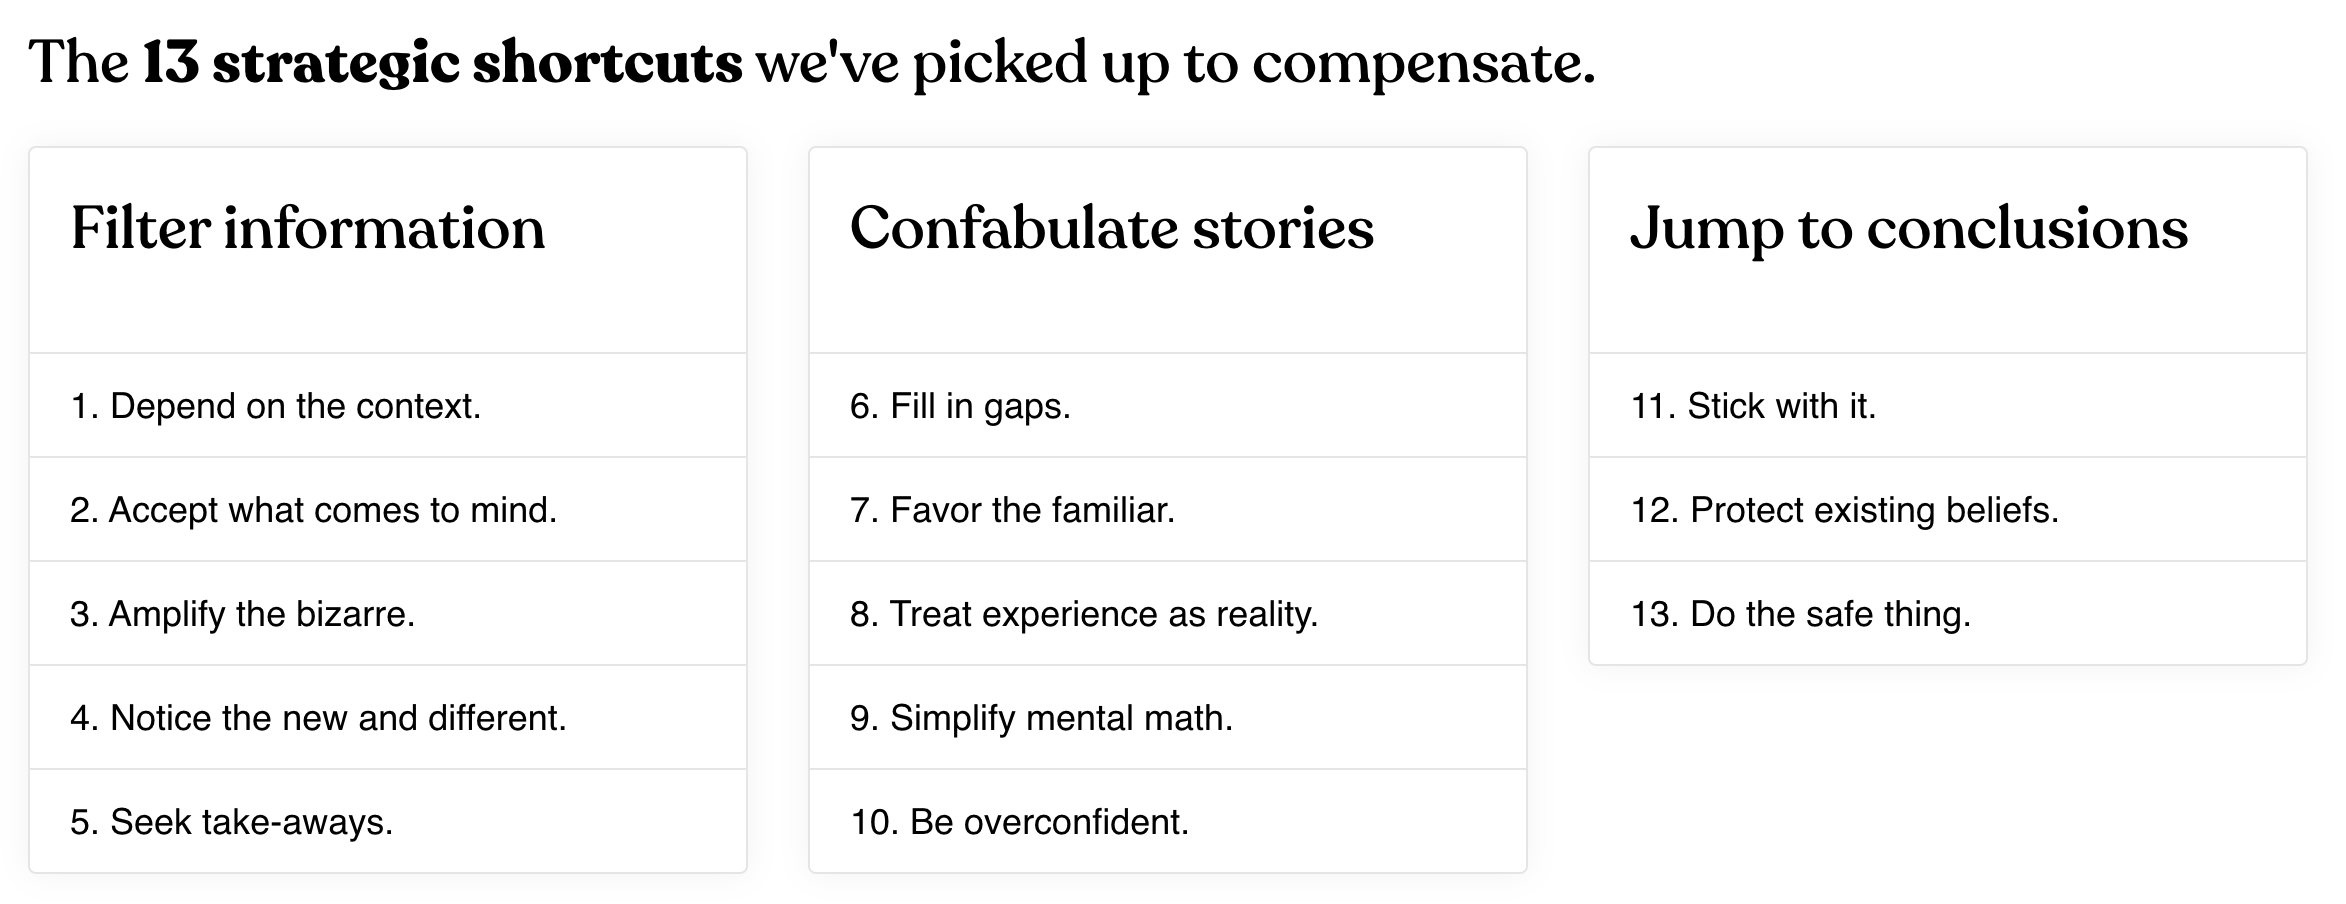 The 13 strategic shortcuts we've picked up to compensate.
Filter information
1. Depend on the context.
2. Accept what comes to mind.
3. Amplify the bizarre.
4. Notice the new and different.
5. Seek take-aways.
Confabulate stories
6. Fill in gaps.
7. Favor the familiar.
8. Treat experience as reality.
9. Simplify mental math.
10. Be overconfident.
Jump to conclusions
11. Stick with it.
12. Protect existing beliefs.
13. Do the safe thing.